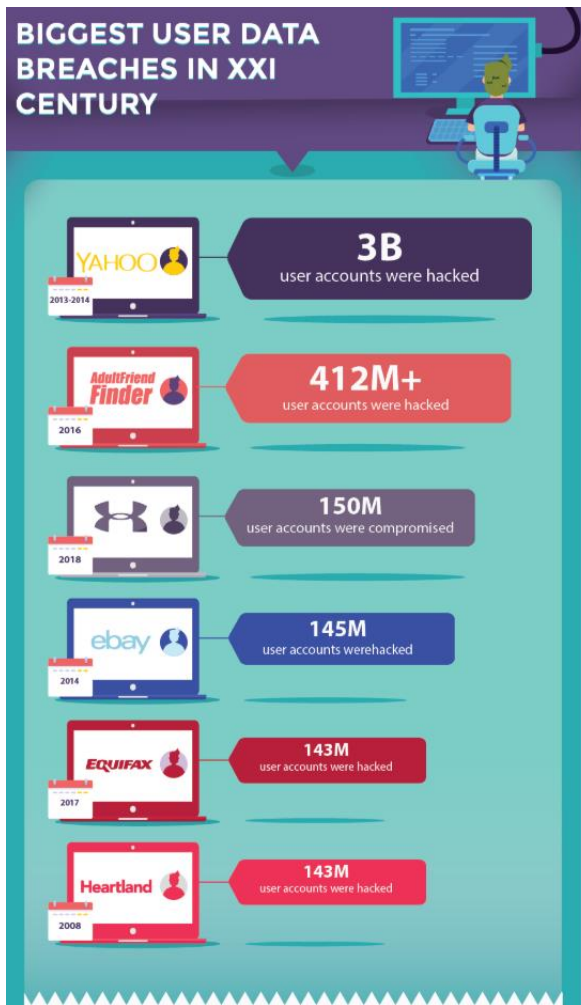 BIGGEST USER DATA
BREACHES IN XXI
CENTURY
YAHOO
2013-2014
3B
user accounts were hacked
AdultFriend
Finder
2016
412M+
user accounts were hacked
2018
150M
user accounts were compromised
ebay
2014
145M
user accounts werehacked
EQUIFAX
2017
143M
user accounts were hacked
Heartland
2008
143M
user accounts were hacked